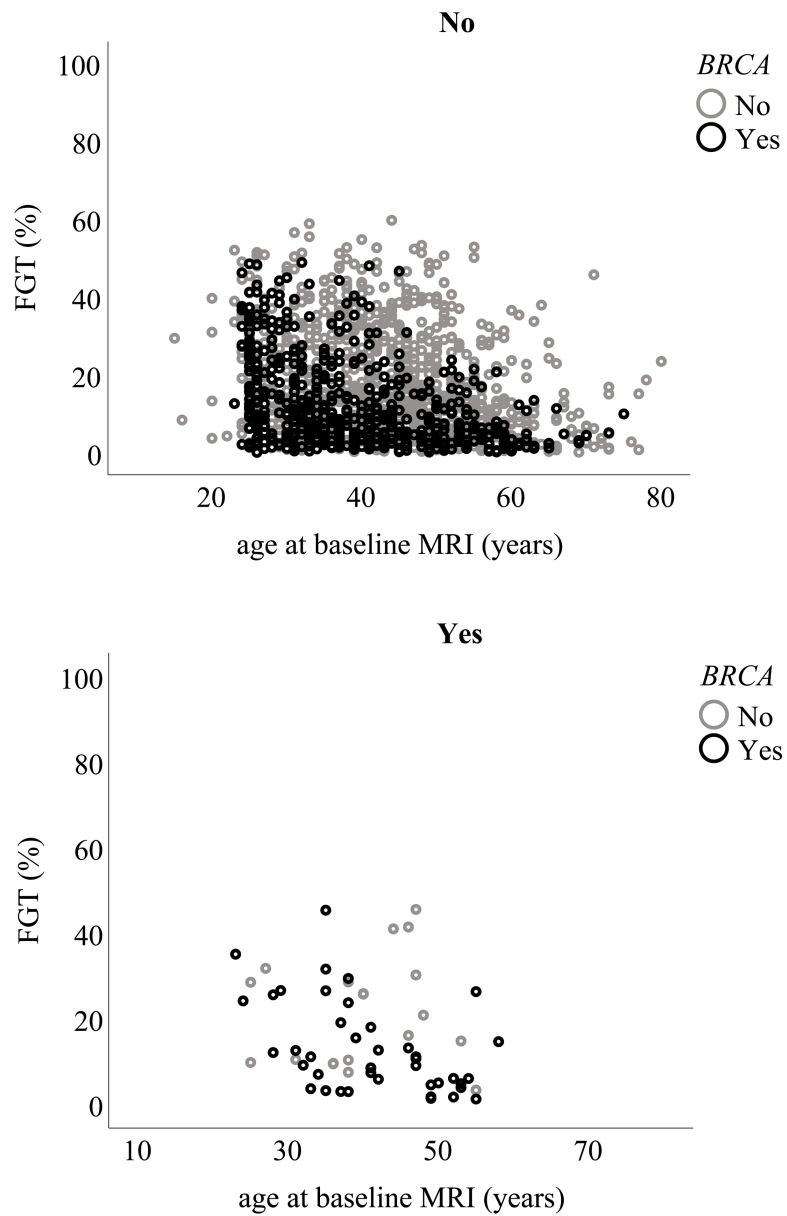 No
BRCA
No
Yes
100
80
60
40
20
0
FGT (%)
20 40 60 80
age at baseline MRI (years)
Yes
BRCA
No
Yes
100
80
60
40
20
0
FGT (%)
10 30 50 70
age at baseline MRI (years)